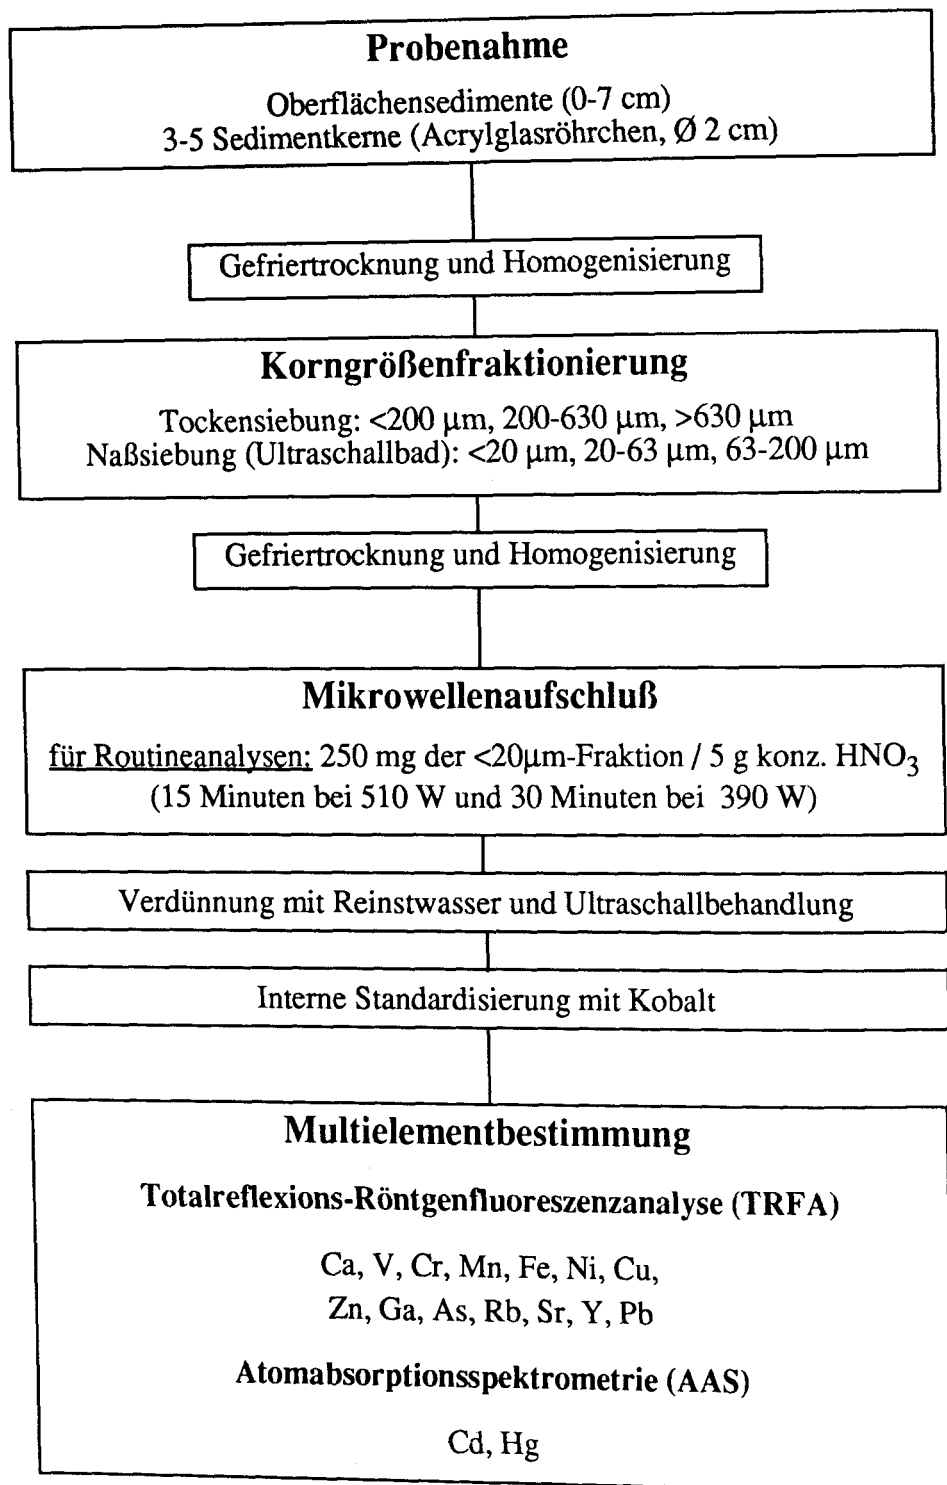 Probenahme
Oberflächensedimente (0-7 cm)
3-5 Sedimentkerne (Acrylglasröhrchen, Ø 2 cm)
Gefriertrocknung und Homogenisierung
Korngrößenfraktionierung
Tockensiebung: <200 µm, 200-630 µm, >630 µm
Naßsiebung (Ultraschallbad): <20 µm, 20-63 µm, 63-200 µm
Gefriertrocknung und Homogenisierung
Mikrowellenaufschluß
für Routineanalysen: 250 mg der <20µm-Fraktion / 5 g konz. HNO₃
(15 Minuten bei 510 W und 30 Minuten bei 390 W)
Verdünnung mit Reinstwasser und Ultraschallbehandlung
Interne Standardisierung mit Kobalt
Multielementbestimmung
Totalreflexions-Röntgenfluoreszenzanalyse (TRFA)
Ca, V, Cr, Mn, Fe, Ni, Cu,
Zn, Ga, As, Rb, Sr, Y, Pb
Atomabsorptionsspektrometrie (AAS)
Cd, Hg